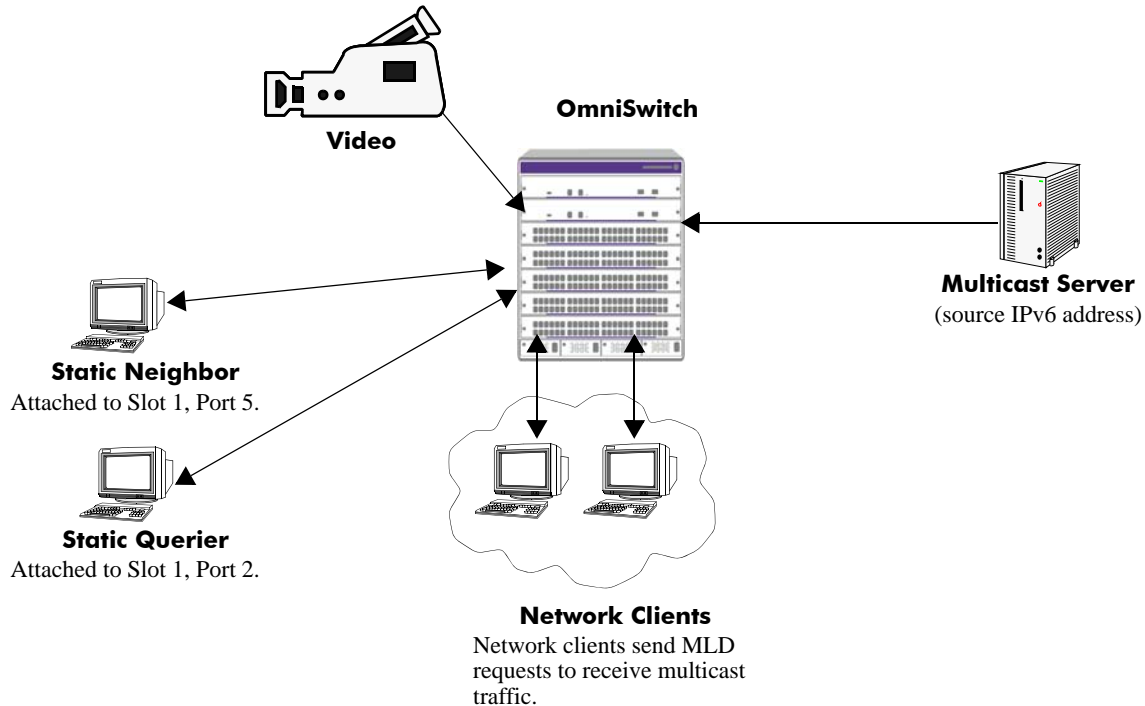 OmniSwitch
Video
Multicast Server
(source IPv6 address)
Static Neighbor
Attached to Slot 1, Port 5.
Static Querier
Attached to Slot 1, Port 2.
Network Clients
Network clients send MLD
requests to receive multicast
traffic.